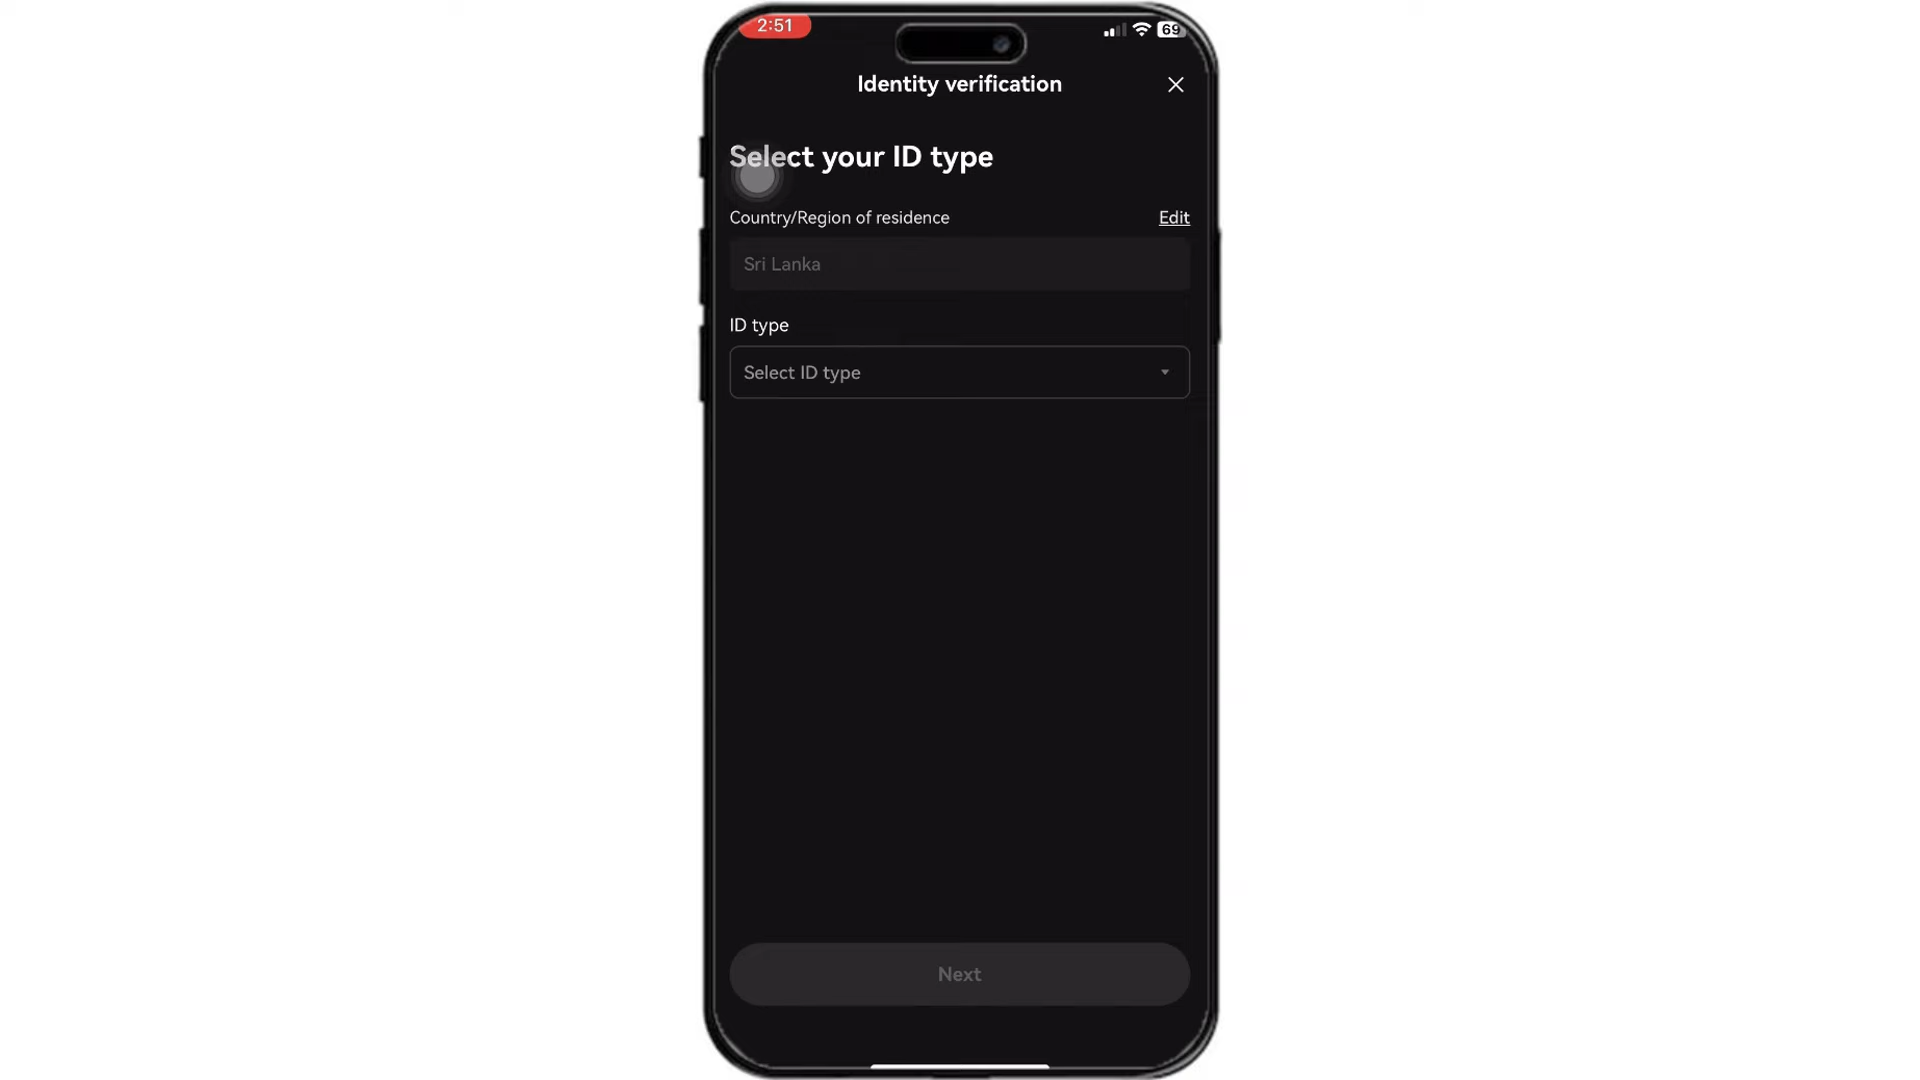 2:51
69
Identity verification
Select your ID type
Country/Region of residence
Edit
Sri Lanka
ID type
Select ID type
Next